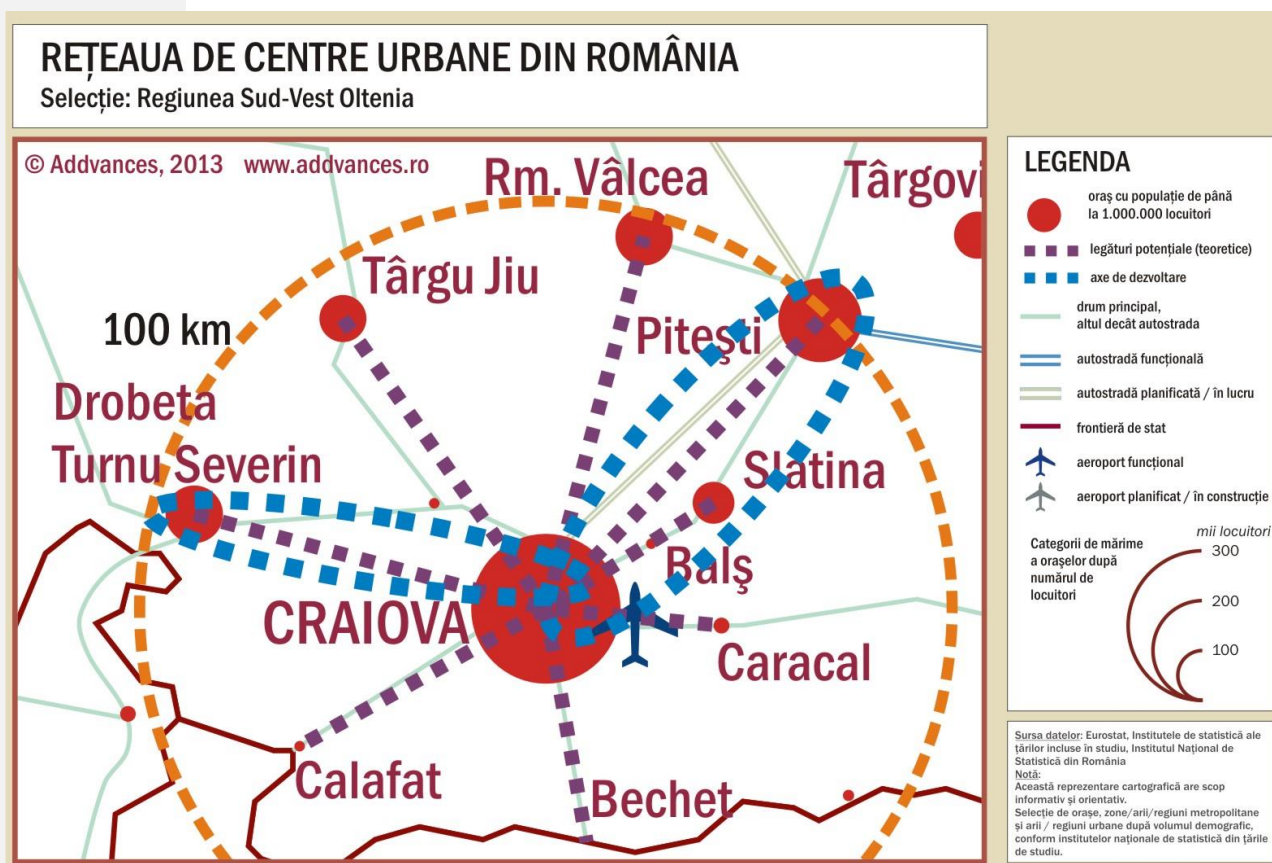 REȚEAUA DE CENTRE URBANE DIN ROMÂNIA
Selecție: Regiunea Sud-Vest Oltenia
© Addvances, 2013 www.addvances.ro
Rm. Vâlcea
Târgovi
Târgu Jiu
100 km
Pitești
Drobeta
Turnu Severin
Slatina
Balş
CRAIOVA
Caracal
Calafat
Bechet
LEGENDA
oraș cu populație de până
la 1.000.000 locuitori
legături potențiale (teoretice)
axe de dezvoltare
drum principal,
altul decât autostrada
autostradă funcțională
autostradă planificată / în lucru
frontieră de stat
aeroport funcțional
aeroport planificat / în construcție
mii locuitori
Categorii de mărime
a orașelor după
numărul de
locuitori
300
200
100
Sursa datelor: Eurostat, Institutele de statistică ale
țărilor incluse în studiu, Institutul Național de
Statistică din România
Notă:
Această reprezentare cartografică are scop
informativ și orientativ.
Selecție de orașe, zone/arii/regiuni metropolitane
și arii / regiuni urbane după volumul demografic,
conform institutelor naționale de statistică din țările
de studiu.